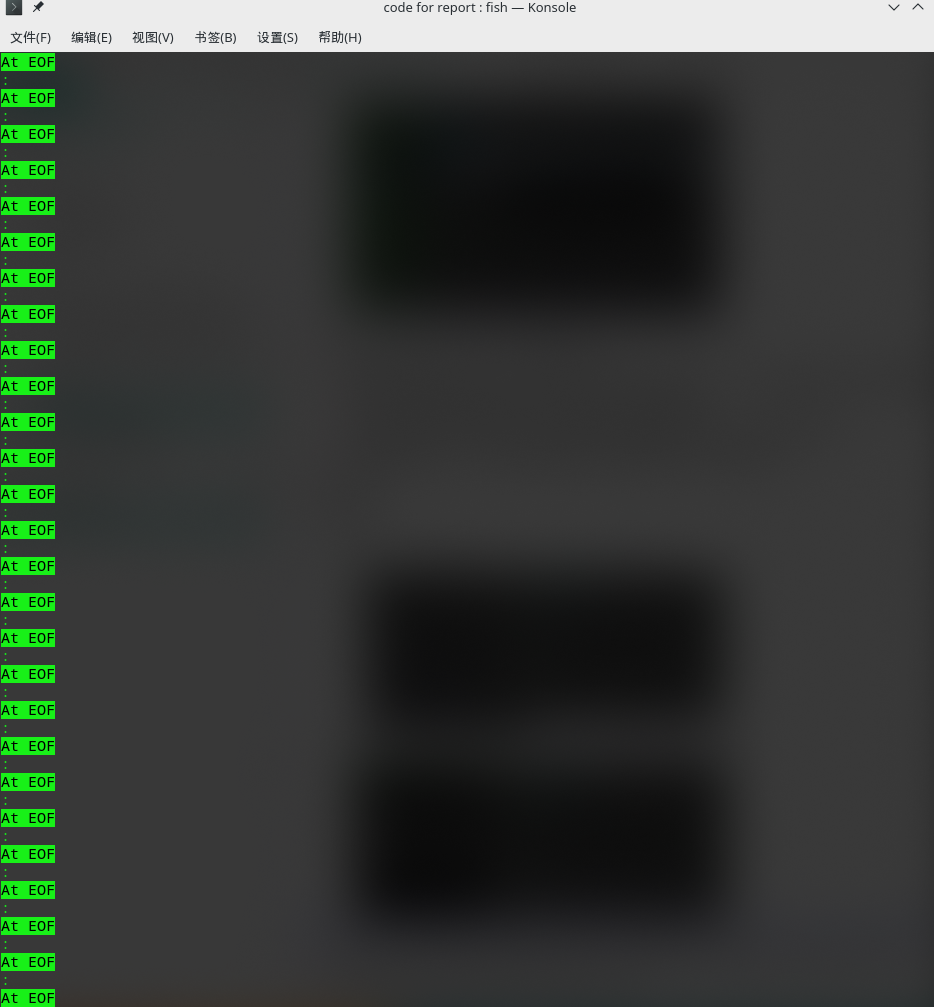 code for report : fish — Konsole
文件(F) 编辑(E) 视图(V) 书签(B) 设置(S) 帮助(H)
At EOF
:
At EOF
:
At EOF
:
At EOF
:
At EOF
:
At EOF
:
At EOF
:
At EOF
:
At EOF
:
At EOF
:
At EOF
:
At EOF
:
At EOF
:
At EOF
:
At EOF
:
At EOF
:
At EOF
:
At EOF
:
At EOF
:
At EOF
:
At EOF
:
At EOF
:
At EOF
:
At EOF
:
At EOF
:
At EOF
:
At EOF